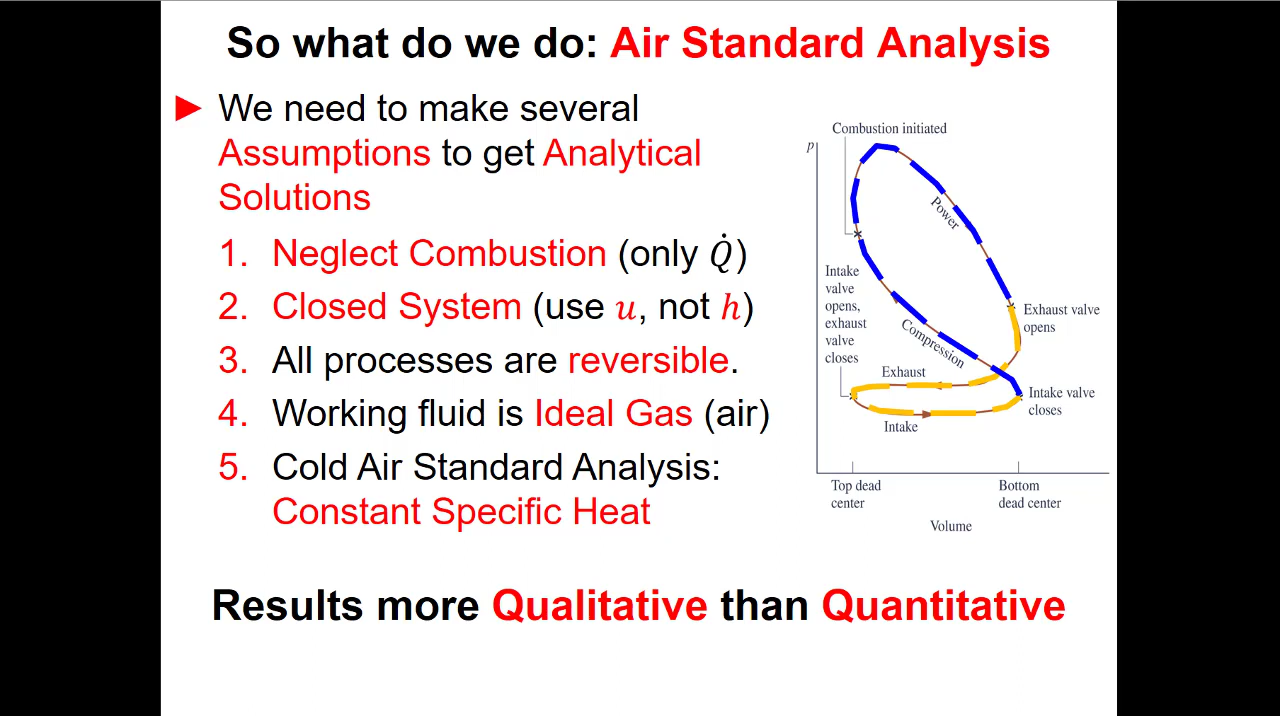 So what do we do: Air Standard Analysis
► We need to make several
Assumptions to get Analytical
Solutions
1. Neglect Combustion (only Q̇)
2. Closed System (use u, not h)
3. All processes are reversible.
4. Working fluid is Ideal Gas (air)
5. Cold Air Standard Analysis:
Constant Specific Heat
Combustion initiated
p
Power
Intake
valve
opens,
exhaust
valve
closes
Exhaust valve
opens
Compression
Exhaust
Intake valve
closes
Intake
Top dead
center
Bottom
dead center
Volume
Results more Qualitative than Quantitative